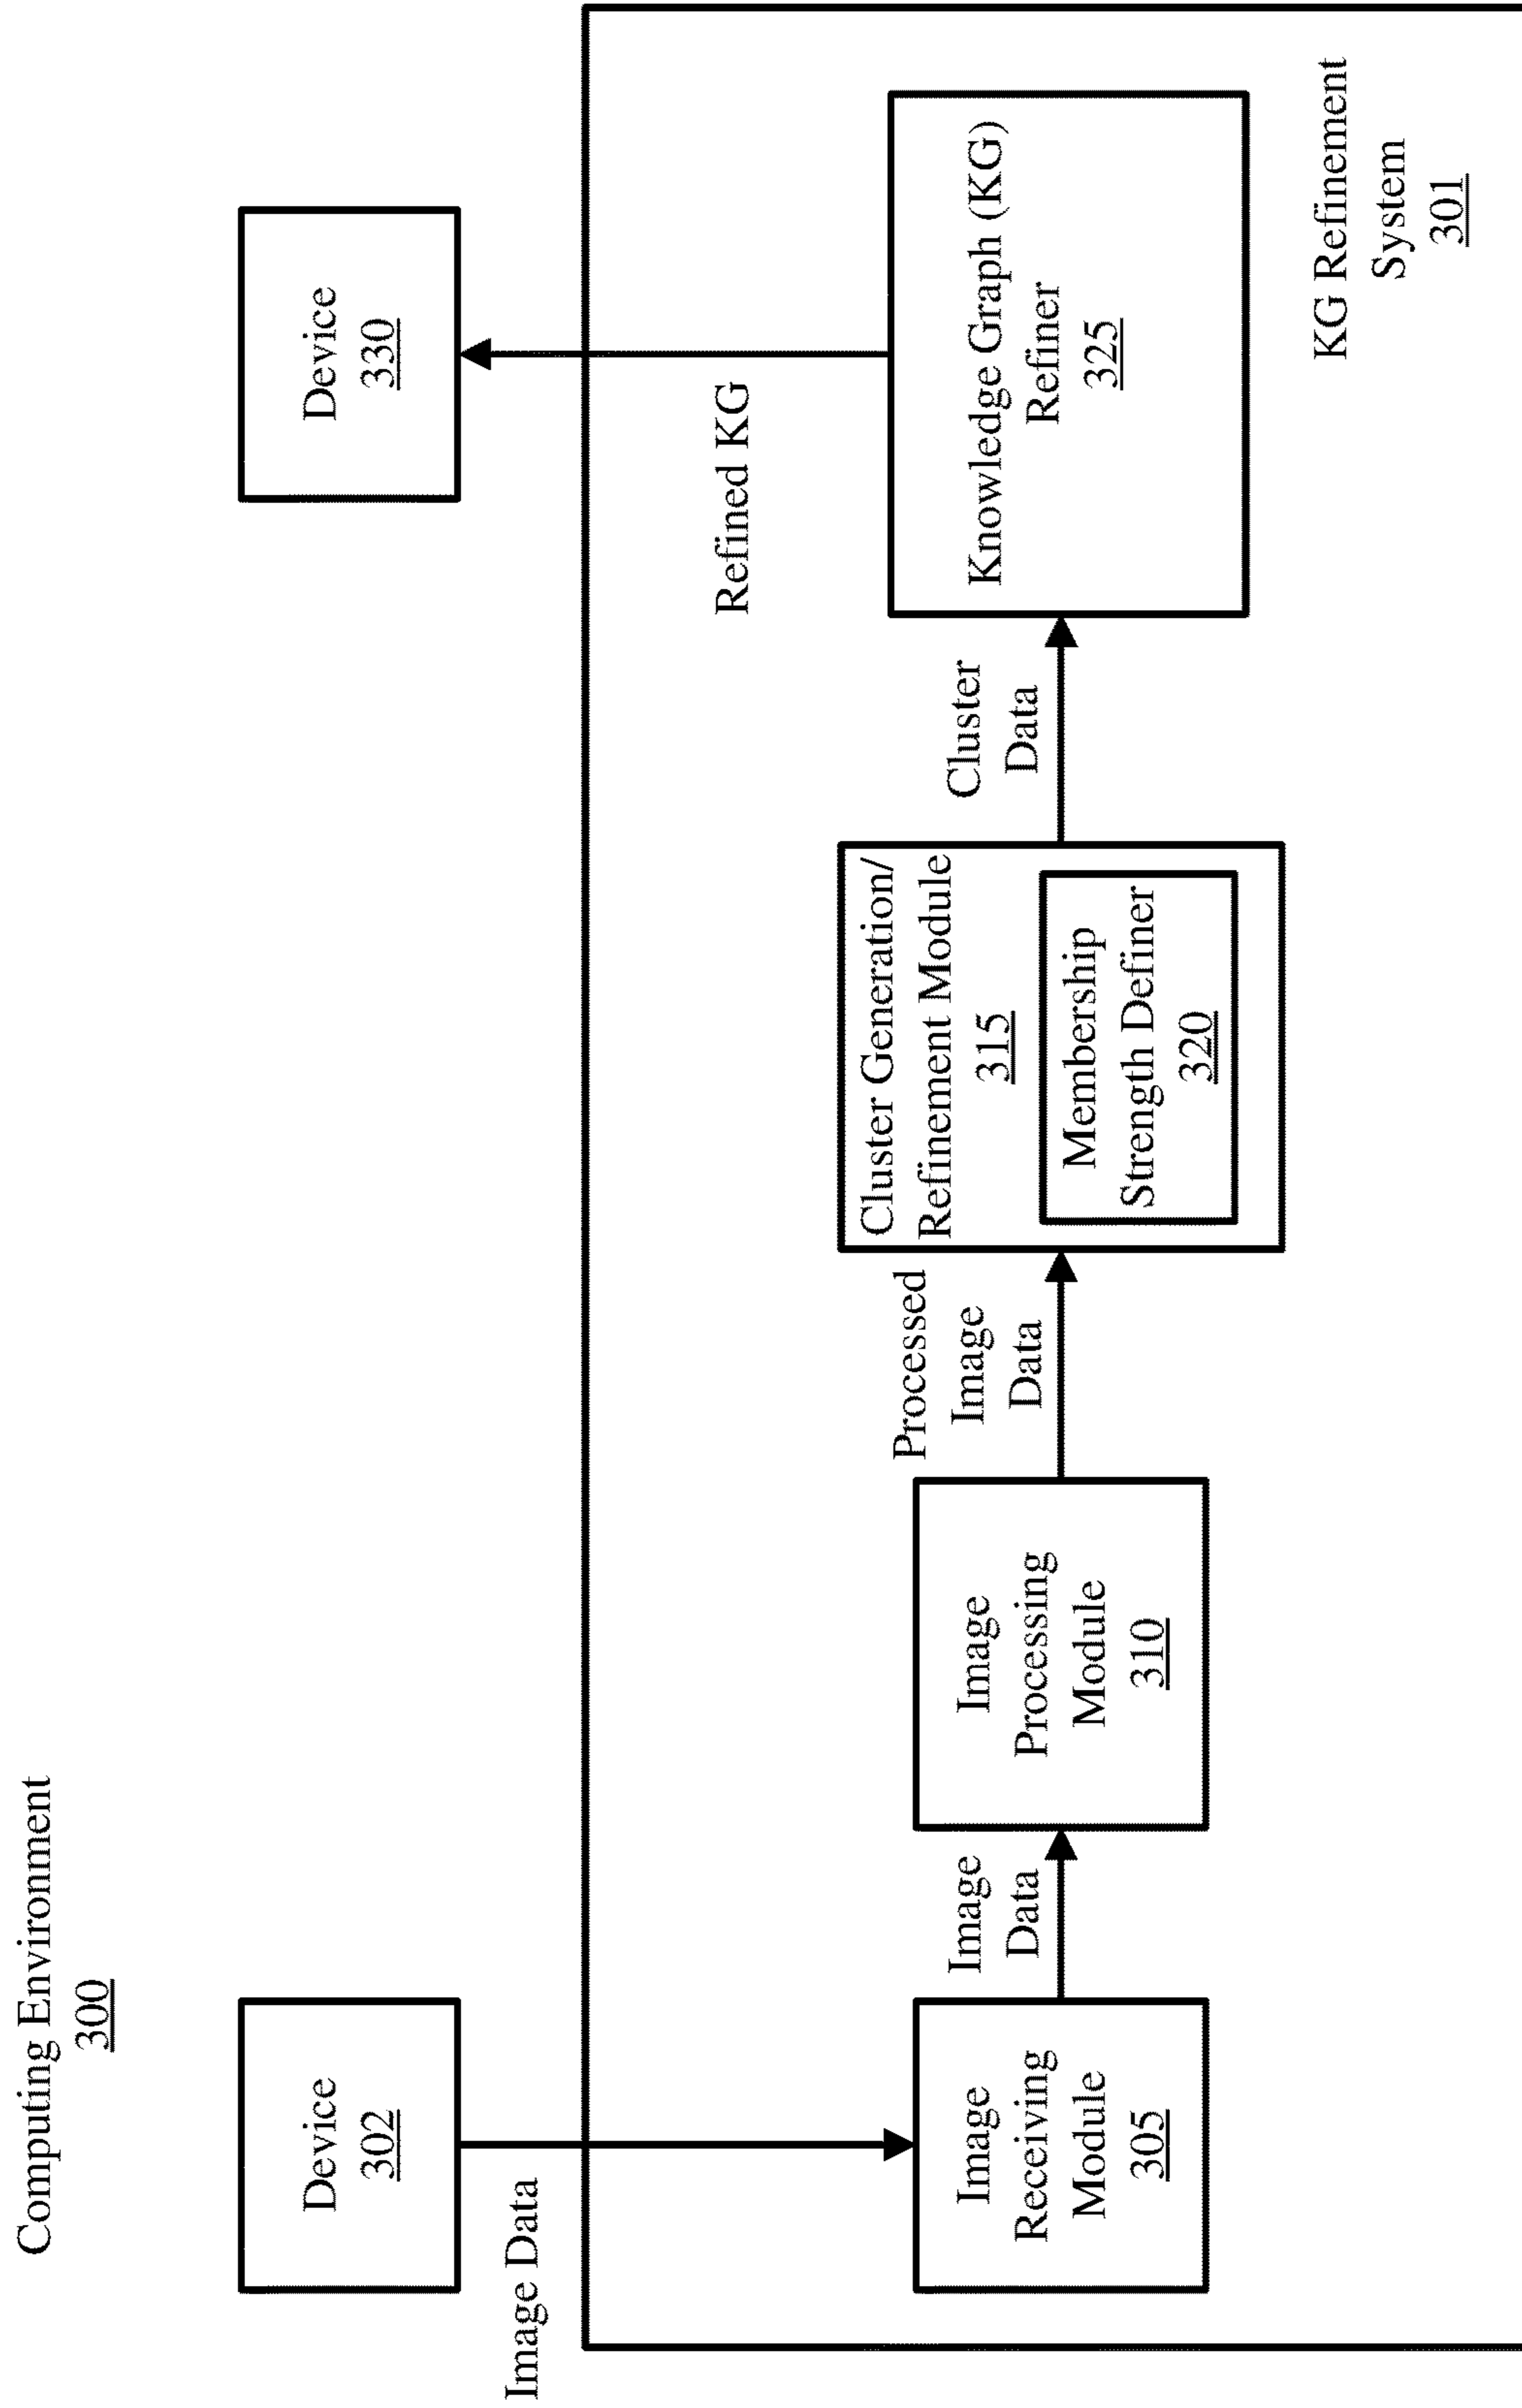 Computing Environment
300
Device
302
Device
330
Image Data
Refined KG
Image
Receiving
Module
305
Image
Data
Image
Processing
Module
310
Processed
Image
Data
Cluster Generation/
Refinement Module
315
Membership
Strength Definer
320
Cluster
Data
Knowledge Graph (KG)
Refiner
325
KG Refinement
System
301